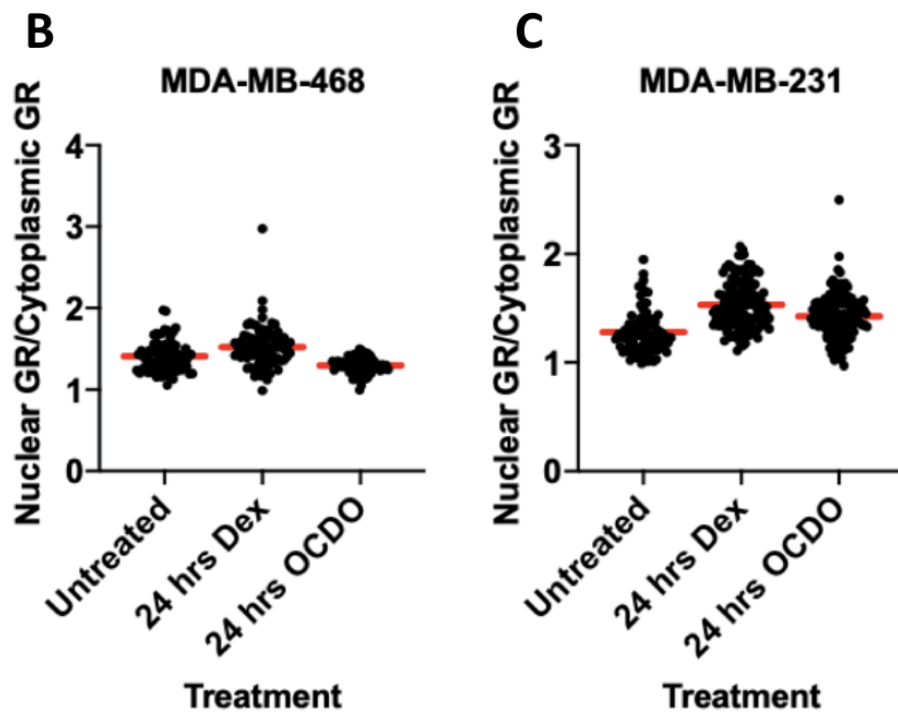 B
MDA-MB-468
Nuclear GR/Cytoplasmic GR
4
3
2
1
0
Untreated
24 hrs Dex
24 hrs OCDO
Treatment
C
MDA-MB-231
Nuclear GR/Cytoplasmic GR
3
2
1
0
Untreated
24 hrs Dex
24 hrs OCDO
Treatment